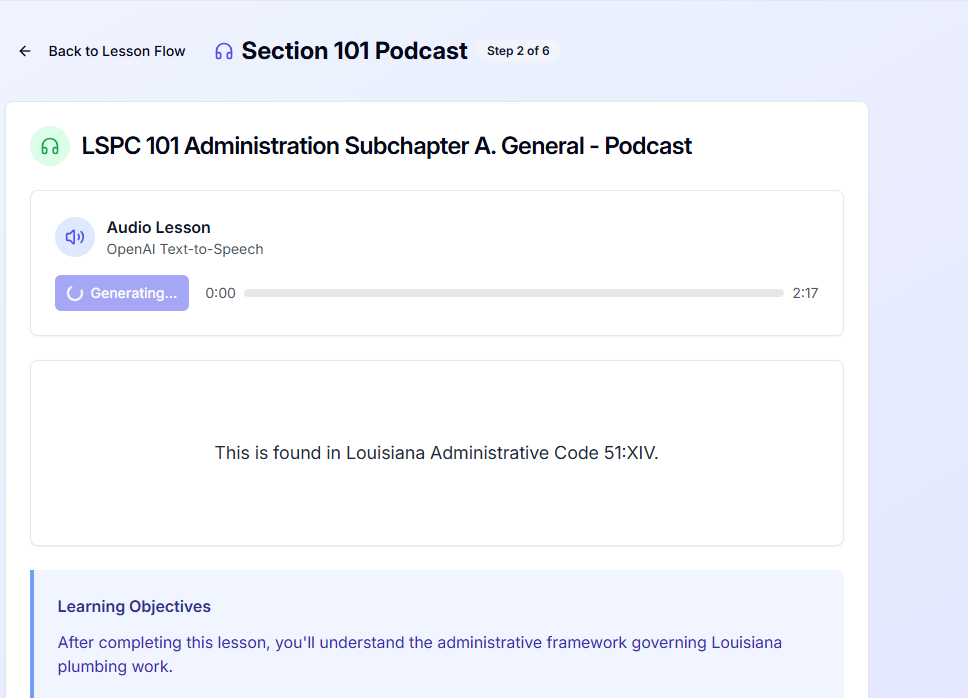 Back to Lesson Flow
Section 101 Podcast
Step 2 of 6
LSPC 101 Administration Subchapter A. General - Podcast
Audio Lesson
OpenAI Text-to-Speech
Generating...
0:00
2:17
This is found in Louisiana Administrative Code 51:XIV.
Learning Objectives
After completing this lesson, you'll understand the administrative framework governing Louisiana
plumbing work.